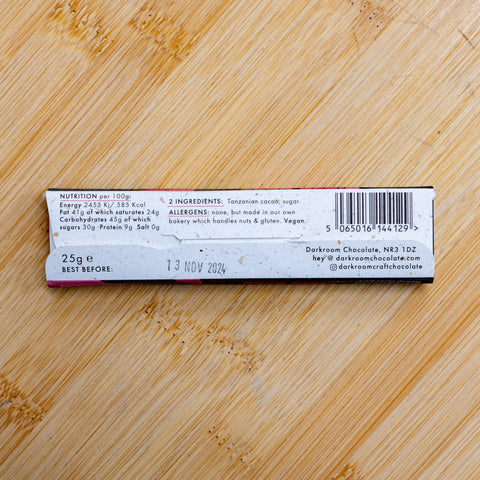 NUTRITION per 100g:
Energy 2455 Kj/ 585 Kcal
Fat 41g of which saturates 24g
Carbohydrates 45g of which
sugars 30g Protein 9g Salt 0g
2 INGREDIENTS: Tanzanian cacao, sugar.
ALLERGENS: none, but made in our own
bakery which handles nuts & gluten. Vegan.
5 065016 144129 >
25g e
BEST BEFORE:
13 NOV 2024
Darkroom Chocolate, NR3 1DZ
hey @ darkroomchocolate.com
@darkroomcraftchocolate